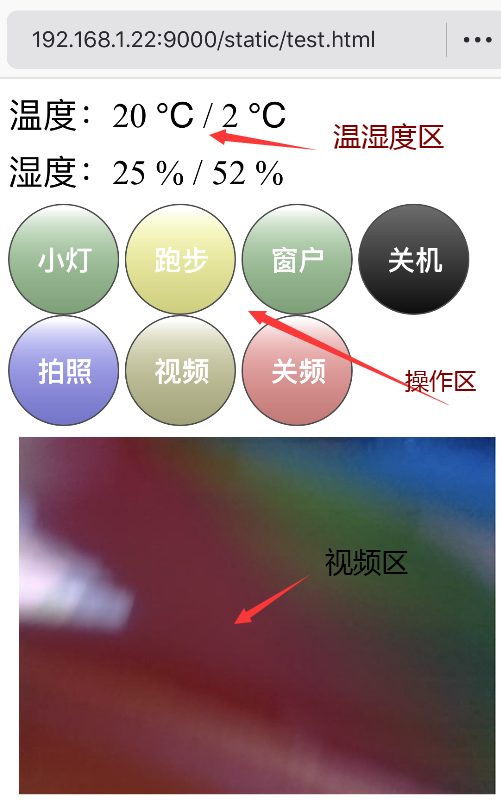 192.168.1.22:9000/static/test.html
温度：20 ℃ / 2 ℃
温湿度区
湿度：25 % / 52 %
小灯 跑步 窗户 关机
拍照 视频 关频
操作区
视频区